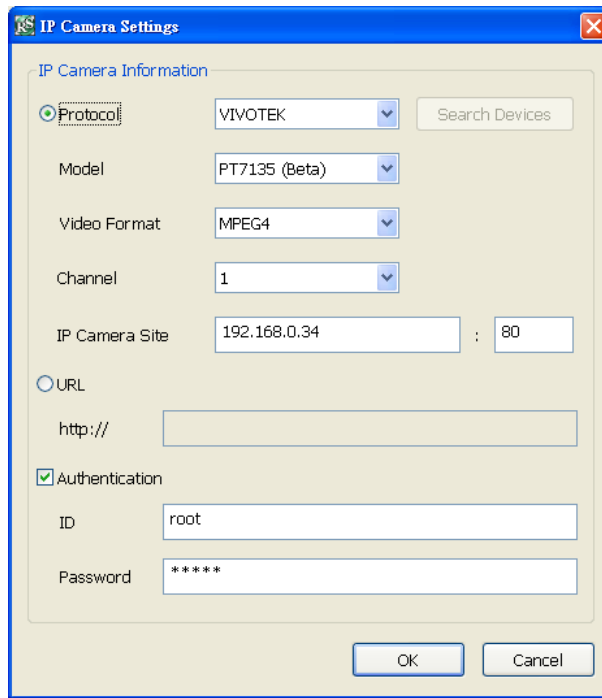 IP Camera Settings
IP Camera Information
Protocol VIVOTEK Search Devices
Model PT7135 (Beta)
Video Format MPEG4
Channel 1
IP Camera Site 192.168.0.34 : 80
URL
http://
Authentication
ID root
Password *****
OK Cancel